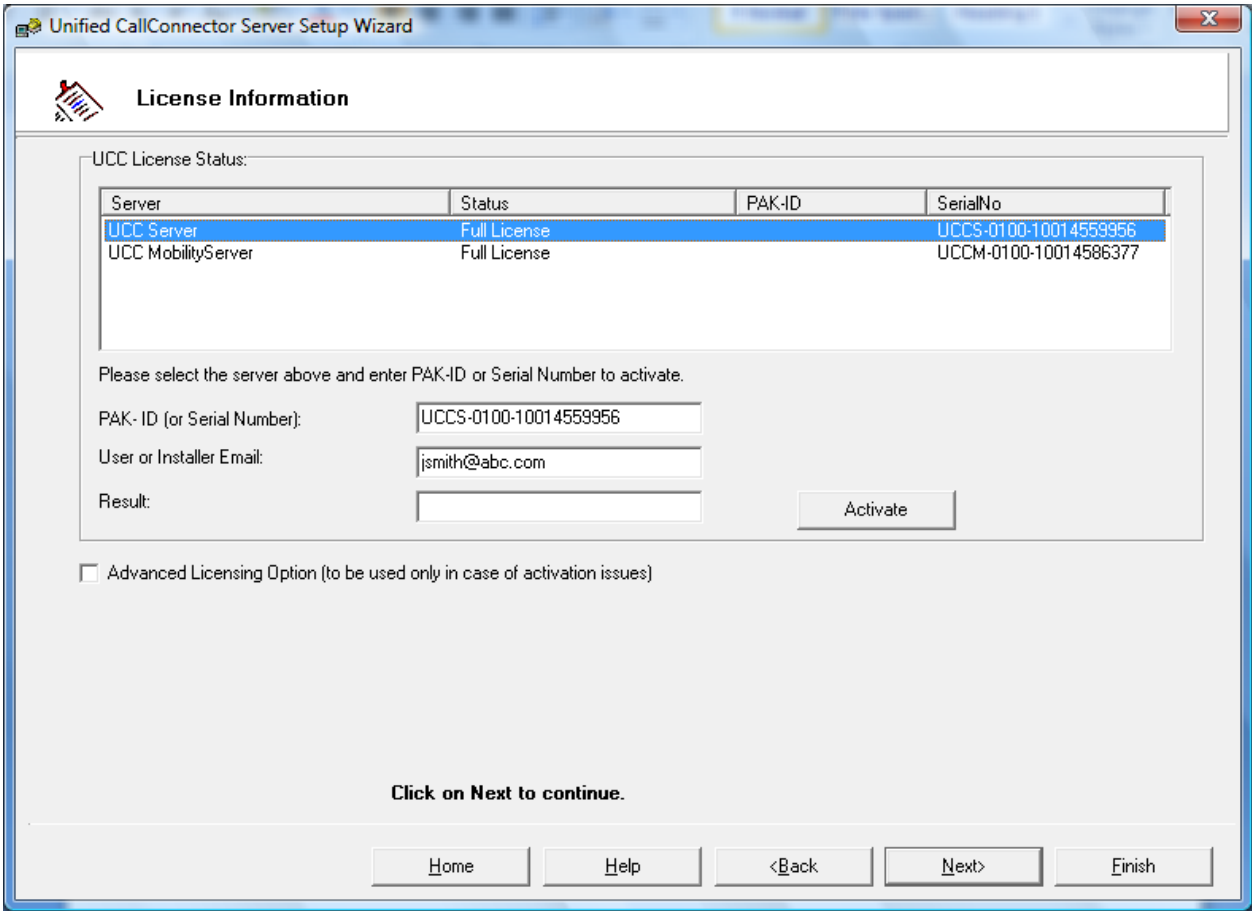 Unified CallConnector Server Setup Wizard
License Information
UCC License Status:
Server Status PAK-ID SerialNo
UCC Server Full License UCCS-0100-10014559956
UCC MobilityServer Full License UCCM-0100-10014586377
Please select the server above and enter PAK-ID or Serial Number to activate.
PAK- ID (or Serial Number): UCCS-0100-10014559956
User or Installer Email: jsmith@abc.com
Result: Activate
Advanced Licensing Option (to be used only in case of activation issues)
Click on Next to continue.
Home Help <Back Next> Finish